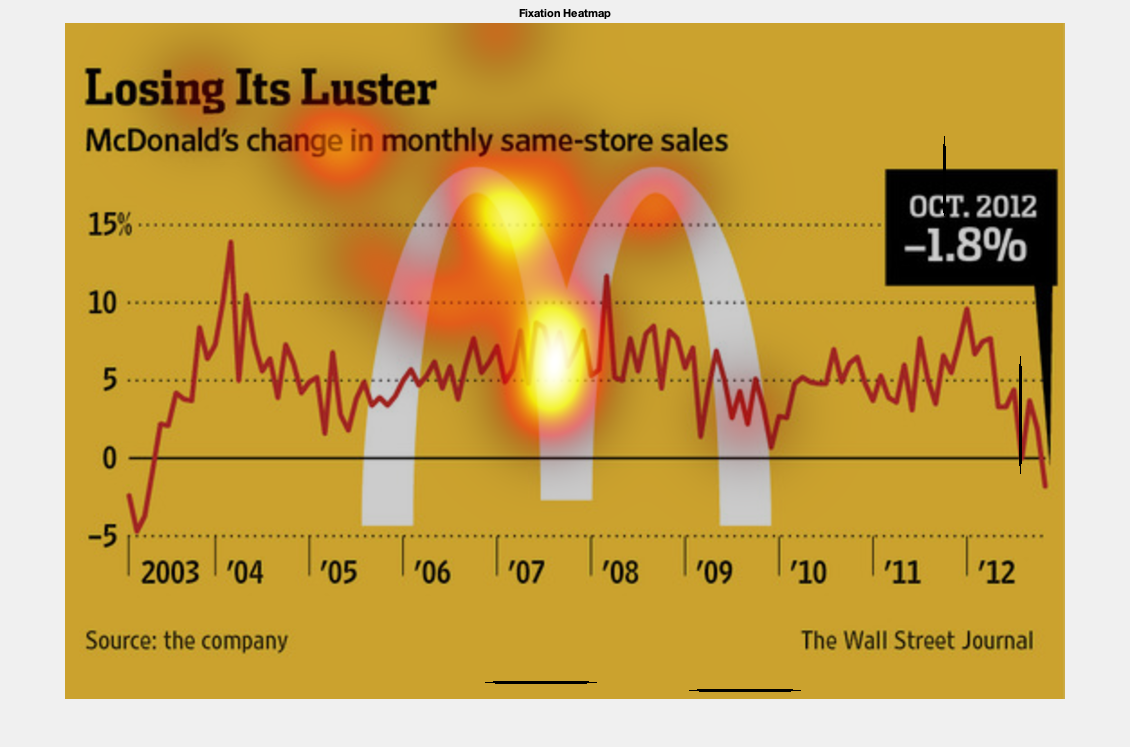 Fixation Heatmap
Losing Its Luster
McDonald's change in monthly same-store sales
OCT. 2012
–1.8%
15%
10
5
0
–5
2003 '04 '05 '06 '07 '08 '09 '10 '11 '12
Source: the company
The Wall Street Journal